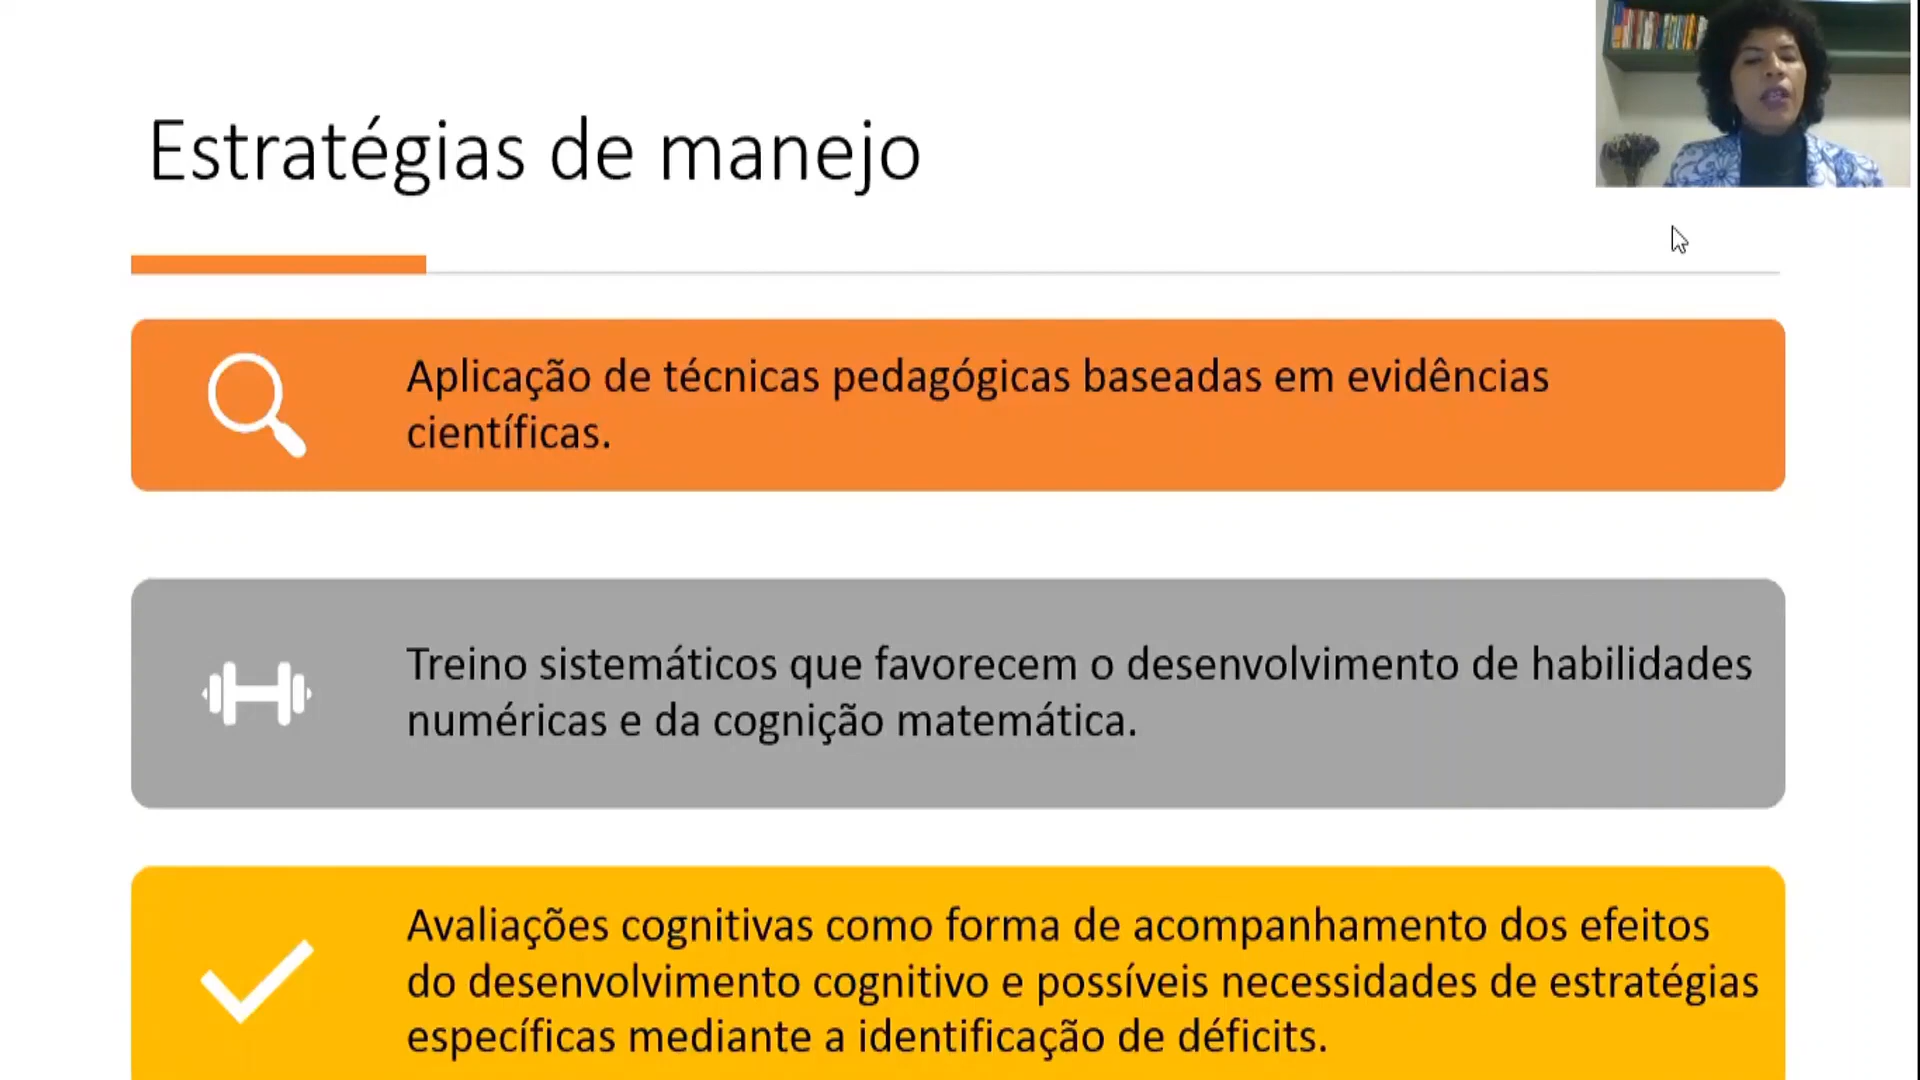 Estratégias de manejo
Aplicação de técnicas pedagógicas baseadas em evidências
científicas.
Treino sistemáticos que favorecem o desenvolvimento de habilidades
numéricas e da cognição matemática.
Avaliações cognitivas como forma de acompanhamento dos efeitos
do desenvolvimento cognitivo e possíveis necessidades de estratégias
específicas mediante a identificação de déficits.